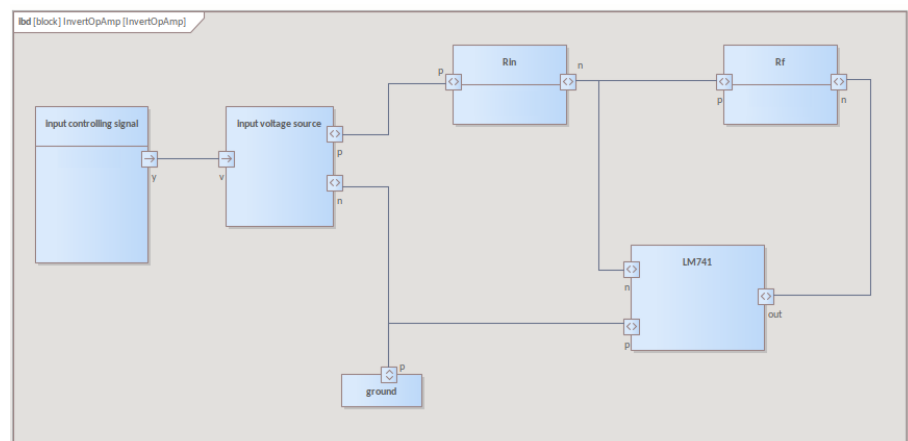 ibd [block] InvertOpAmp [InvertOpAmp]
Rin
Rf
p
n
p
n
Input controlling signal
Input voltage source
p
y
v
n
LM741
n
out
p
p
ground